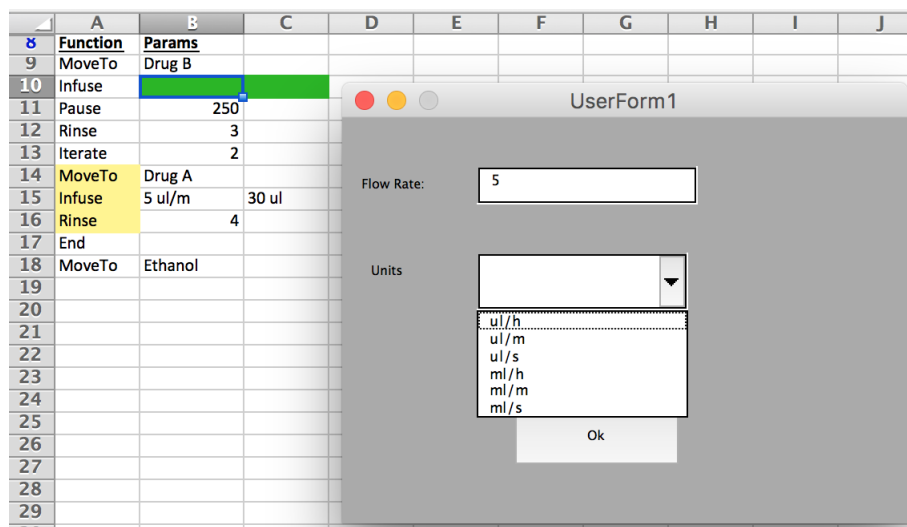 A B C D E F G H I J
8 Function Params
9 MoveTo Drug B
10 Infuse
11 Pause 250
12 Rinse 3
13 Iterate 2
14 MoveTo Drug A
15 Infuse 5 ul/m 30 ul
16 Rinse 4
17 End
18 MoveTo Ethanol
19
20
21
22
23
24
25
26
27
28
29
UserForm1
Flow Rate: 5
Units
ul/h
ul/m
ul/s
ml/h
ml/m
ml/s
Ok